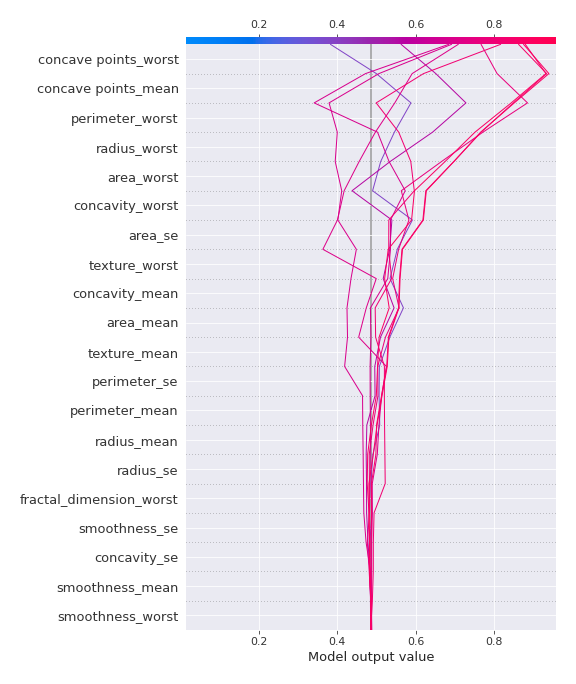 0.2 0.4 0.6 0.8
concave points_worst
concave points_mean
perimeter_worst
radius_worst
area_worst
concavity_worst
area_se
texture_worst
concavity_mean
area_mean
texture_mean
perimeter_se
perimeter_mean
radius_mean
radius_se
fractal_dimension_worst
smoothness_se
concavity_se
smoothness_mean
smoothness_worst
0.2 0.4 0.6 0.8
Model output value